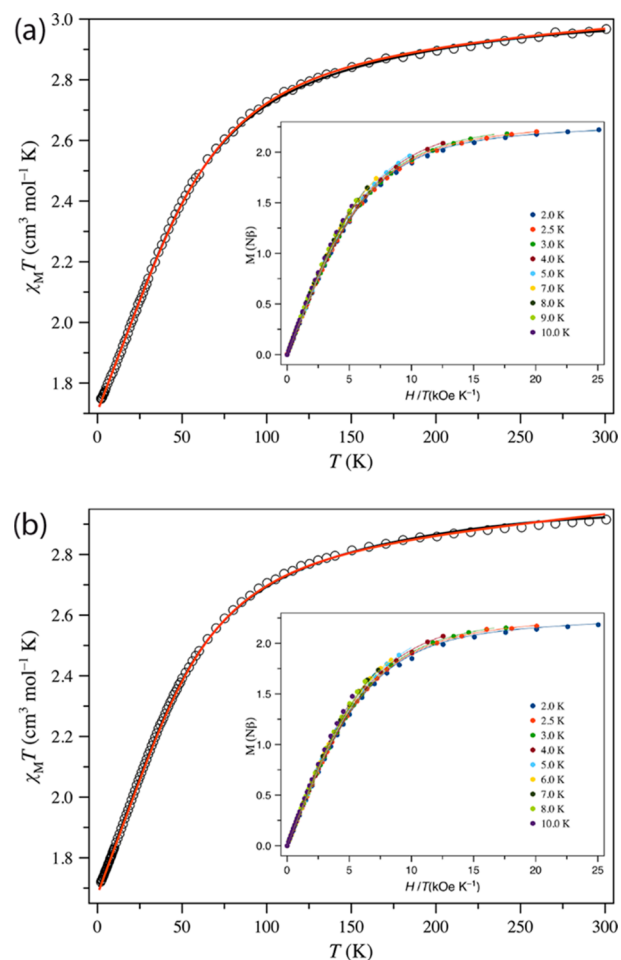 (a)
3.0
2.8
2.6
2.4
2.2
2.0
1.8
χMT (cm³ mol⁻¹ K)
0 50 100 150 200 250 300
T (K)
2.0
1.5
1.0
0.5
0.0
M (Nβ)
0 5 10 15 20 25
H/T(kOe K⁻¹)
2.0 K
2.5 K
3.0 K
4.0 K
5.0 K
7.0 K
8.0 K
9.0 K
10.0 K
(b)
2.8
2.6
2.4
2.2
2.0
1.8
χMT (cm³ mol⁻¹ K)
0 50 100 150 200 250 300
T (K)
2.0
1.5
1.0
0.5
0.0
M (Nβ)
0 5 10 15 20 25
H/T(kOe K⁻¹)
2.0 K
2.5 K
3.0 K
4.0 K
5.0 K
6.0 K
7.0 K
8.0 K
10.0 K